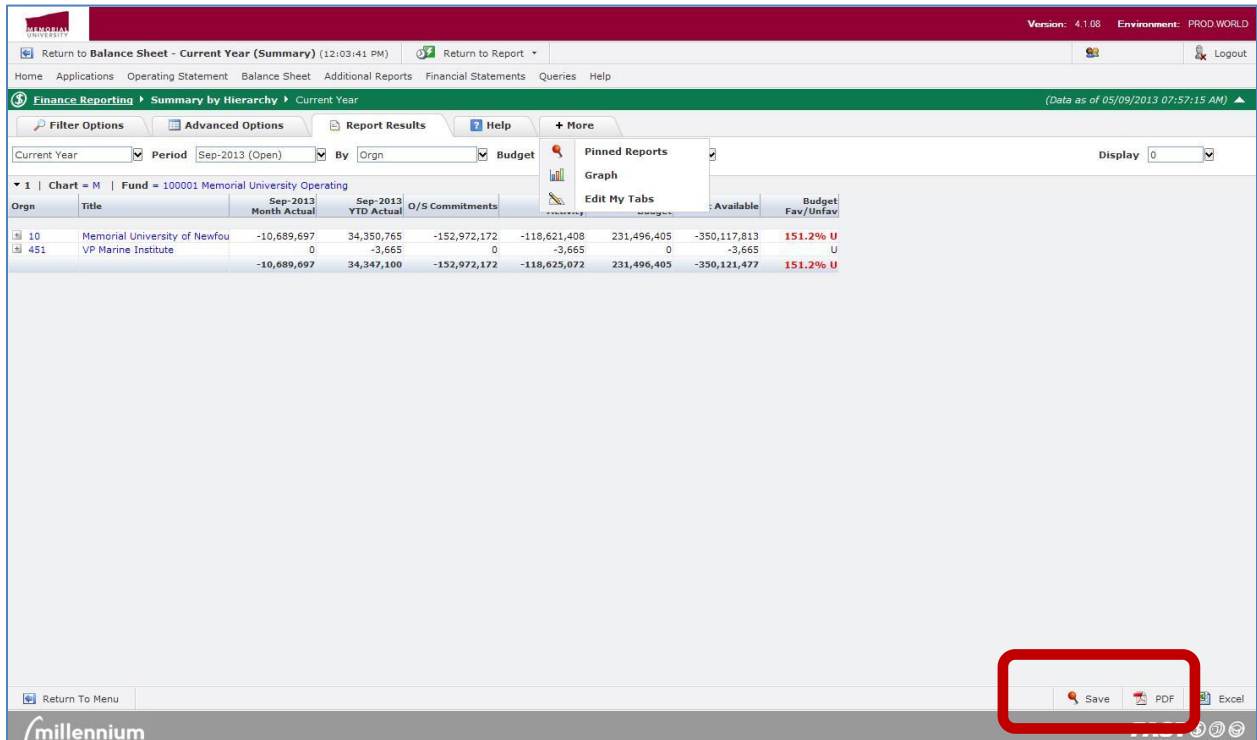 MEMORIAL
UNIVERSITY
Version: 4.1.08 Environment: PROD.WORLD
Return to Balance Sheet - Current Year (Summary) (12:03:41 PM) Return to Report Logout
Home Applications Operating Statement Balance Sheet Additional Reports Financial Statements Queries Help
Finance Reporting Summary by Hierarchy Current Year (Data as of 05/09/2013 07:57:15 AM)
Filter Options Advanced Options Report Results Help + More
Current Year Period Sep-2013 (Open) By Orgn Budget Pinned Reports Display 0
Graph
Edit My Tabs
1 | Chart = M | Fund = 100001 Memorial University Operating
Orgn Title Sep-2013 Month Actual Sep-2013 YTD Actual O/S Commitments Activity Budget Available Budget Fav/Unfav
10 Memorial University of Newfou -10,689,697 34,350,765 -152,972,172 -118,621,408 231,496,405 -350,117,813 151.2% U
451 VP Marine Institute 0 -3,665 0 -3,665 0 -3,665 U
-10,689,697 34,347,100 -152,972,172 -118,625,072 231,496,405 -350,121,477 151.2% U
Return To Menu Save PDF Excel
millennium